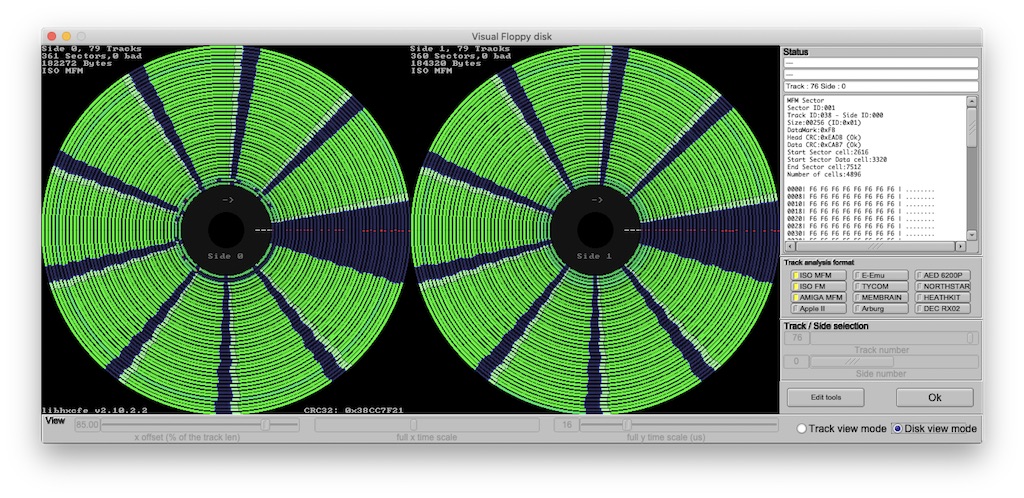 Visual Floppy disk
Side 0, 79 Tracks
361 Sectors,0 bad
182272 Bytes
ISO MFM
->
Side 0
libhxcfe v2.10.2.2
Side 1, 79 Tracks
360 Sectors,0 bad
184320 Bytes
ISO MFM
->
Side 1
CRC32: 0x38CC7F21
Status
---
---
Track : 76 Side : 0
MFM Sector
Sector ID:001
Track ID:038 - Side ID:000
Size:00256 (ID:0x01)
DataMark:0xFB
Head CRC:0xEAD8 (Ok)
Data CRC:0xCAB7 (Ok)
Start Sector cell:2616
Start Sector Data cell:3320
End Sector cell:7512
Number of cells:4896
0000| F6 F6 F6 F6 F6 F6 F6 F6 | ........
0008| F6 F6 F6 F6 F6 F6 F6 F6 | ........
0010| F6 F6 F6 F6 F6 F6 F6 F6 | ........
0018| F6 F6 F6 F6 F6 F6 F6 F6 | ........
0020| F6 F6 F6 F6 F6 F6 F6 F6 | ........
0028| F6 F6 F6 F6 F6 F6 F6 F6 | ........
0030| F6 F6 F6 F6 F6 F6 F6 F6 | ........
Track analysis format
ISO MFM E-Emu AED 6200P
ISO FM TYCOM NORTHSTAR
AMIGA MFM MEMBRAIN HEATHKIT
Apple II Arburg DEC RX02
Track / Side selection
76
Track number
0
Side number
Edit tools Ok
View
85.00 16
x offset (% of the track len) full x time scale full y time scale (us)
Track view mode Disk view mode